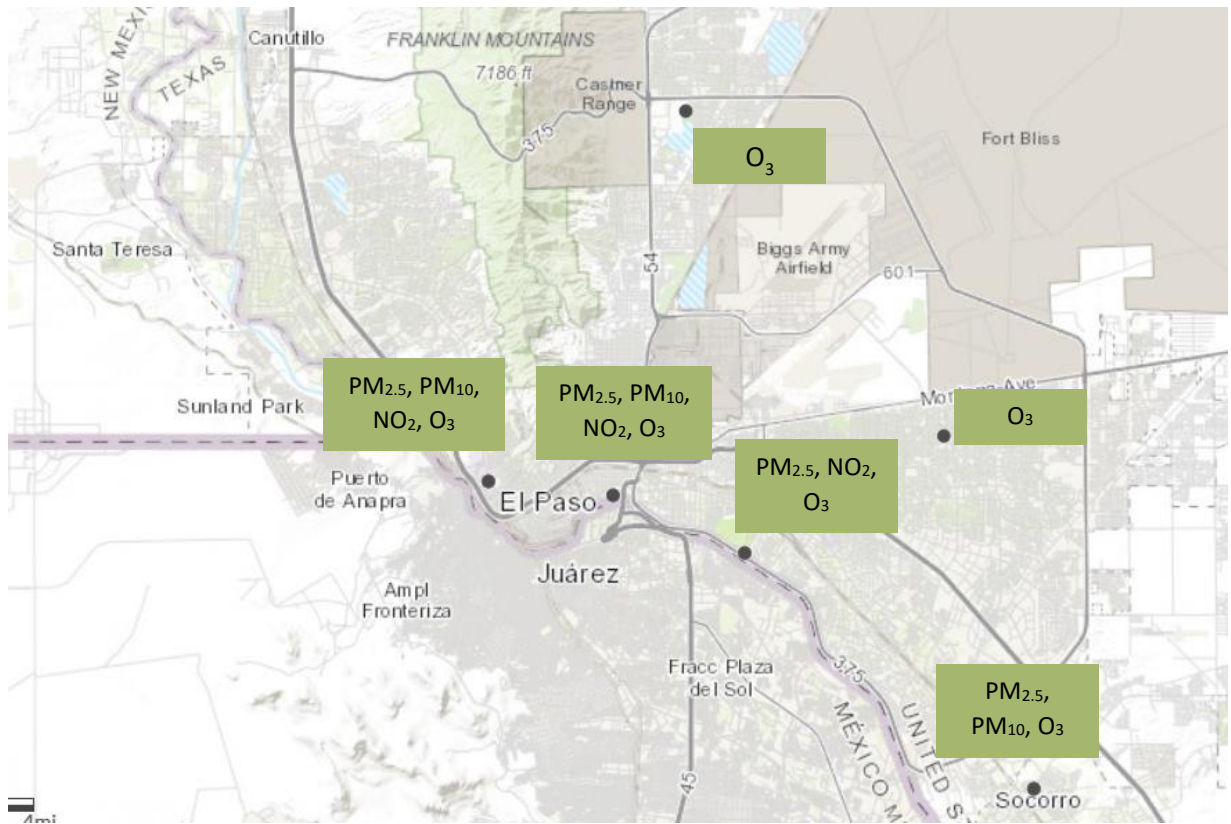 Canutillo
FRANKLIN MOUNTAINS
7186 ft
NEW MEXI
TEXAS
Castner
Range
375
Fort Bliss
O₃
Santa Teresa
54
Biggs Army
Airfield
601
PM₂.₅, PM₁₀,
NO₂, O₃
PM₂.₅, PM₁₀,
NO₂, O₃
Sunland Park
Ave
O₃
PM₂.₅, NO₂,
O₃
Puerto
de Anapra
El Paso
Juárez
Ampl
Fronteriza
Fracc Plaza
del Sol
375
PM₂.₅,
PM₁₀, O₃
MÉXICO M
UNITED S
45
Socorro
4mi